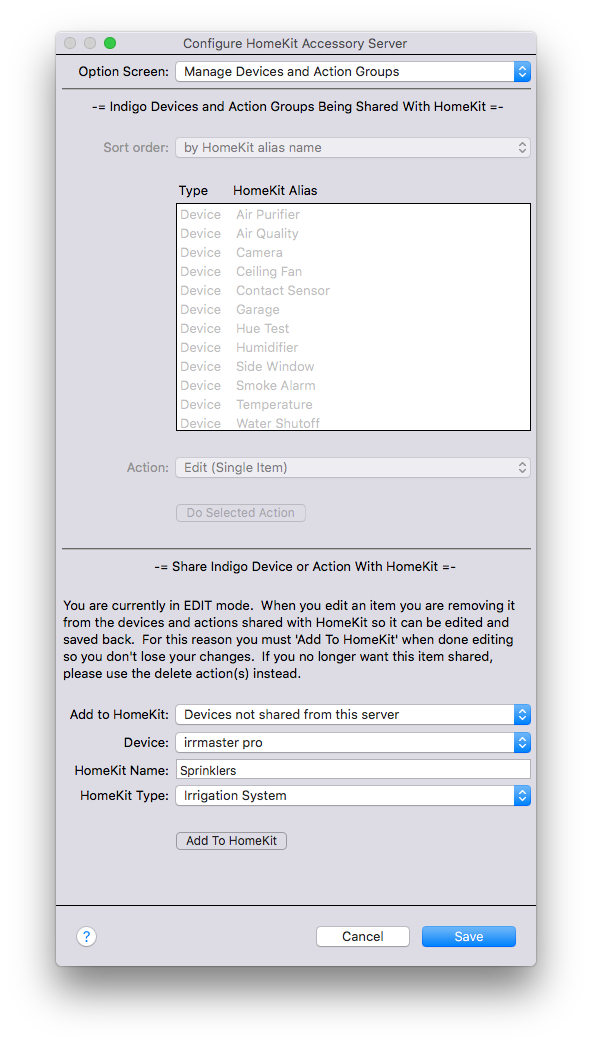 Configure HomeKit Accessory Server
Option Screen: Manage Devices and Action Groups
-= Indigo Devices and Action Groups Being Shared With HomeKit =-
Sort order: by HomeKit alias name
Type HomeKit Alias
Device Air Purifier
Device Air Quality
Device Camera
Device Ceiling Fan
Device Contact Sensor
Device Garage
Device Hue Test
Device Humidifier
Device Side Window
Device Smoke Alarm
Device Temperature
Device Water Shutoff
Action: Edit (Single Item)
Do Selected Action
-= Share Indigo Device or Action With HomeKit =-
You are currently in EDIT mode.  When you edit an item you are removing it
from the devices and actions shared with HomeKit so it can be edited and
saved back.  For this reason you must 'Add To HomeKit' when done editing
so you don't lose your changes.  If you no longer want this item shared,
please use the delete action(s) instead.
Add to HomeKit: Devices not shared from this server
Device: irrmaster pro
HomeKit Name: Sprinklers
HomeKit Type: Irrigation System
Add To HomeKit
? Cancel Save